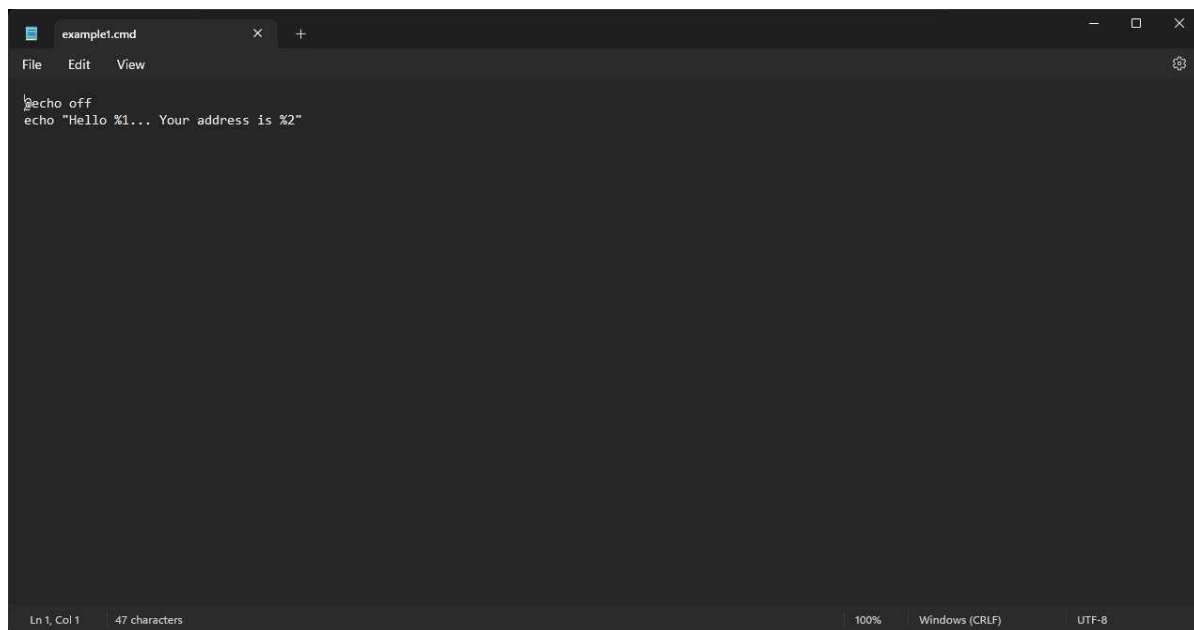 example1.cmd
File Edit View
@echo off
echo "Hello %1... Your address is %2"
Ln 1, Col 1 47 characters 100% Windows (CRLF) UTF-8